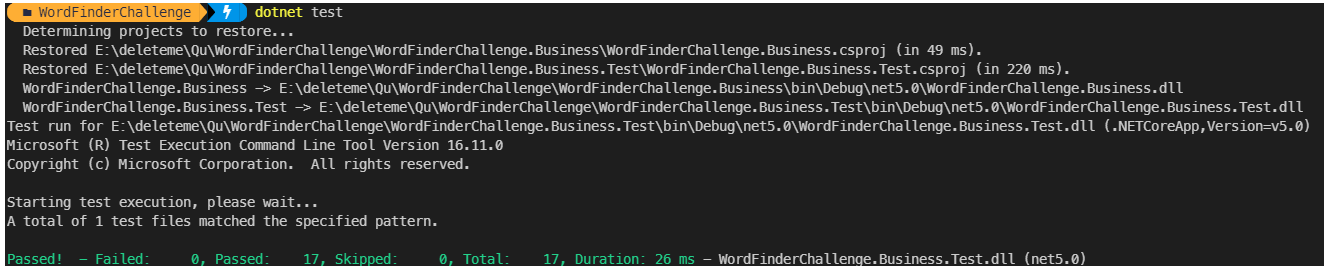 WordFinderChallenge dotnet test
Determining projects to restore...
Restored E:\deleteme\Qu\WordFinderChallenge\WordFinderChallenge.Business\WordFinderChallenge.Business.csproj (in 49 ms).
Restored E:\deleteme\Qu\WordFinderChallenge\WordFinderChallenge.Business.Test\WordFinderChallenge.Business.Test.csproj (in 220 ms).
WordFinderChallenge.Business -> E:\deleteme\Qu\WordFinderChallenge\WordFinderChallenge.Business\bin\Debug\net5.0\WordFinderChallenge.Business.dll
WordFinderChallenge.Business.Test -> E:\deleteme\Qu\WordFinderChallenge\WordFinderChallenge.Business.Test\bin\Debug\net5.0\WordFinderChallenge.Business.Test.dll
Test run for E:\deleteme\Qu\WordFinderChallenge\WordFinderChallenge.Business.Test\bin\Debug\net5.0\WordFinderChallenge.Business.Test.dll (.NETCoreApp,Version=v5.0)
Microsoft (R) Test Execution Command Line Tool Version 16.11.0
Copyright (c) Microsoft Corporation.  All rights reserved.
Starting test execution, please wait...
A total of 1 test files matched the specified pattern.
Passed!  - Failed:     0, Passed:    17, Skipped:     0, Total:    17, Duration: 26 ms - WordFinderChallenge.Business.Test.dll (net5.0)